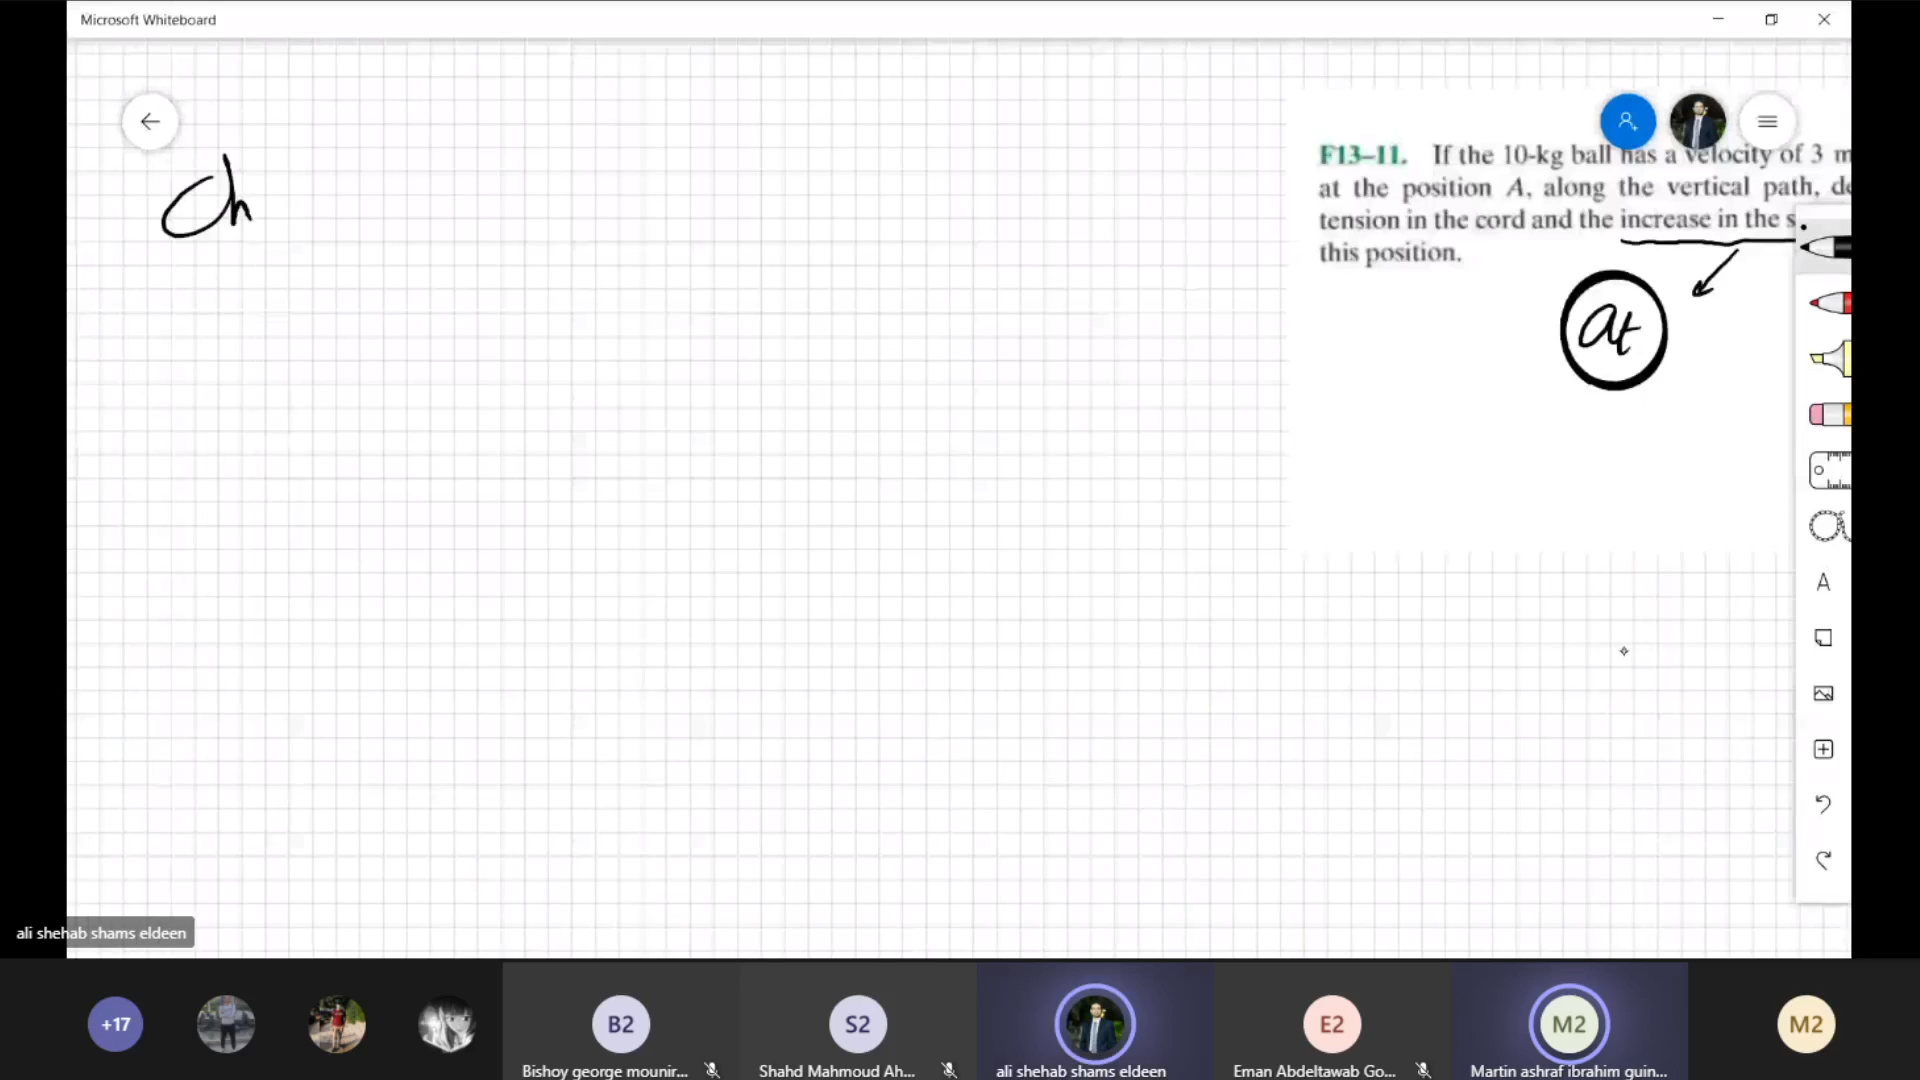 Microsoft Whiteboard
Ch
F13–11. If the 10-kg ball has a velocity of 3 m
at the position A, along the vertical path, de
tension in the cord and the increase in the s
this position.
at
A
ali shehab shams eldeen
+17
B2
S2
E2
M2
M2
Bishoy george mounir...
Shahd Mahmoud Ah...
ali shehab shams eldeen
Eman Abdeltawab Go...
Martin ashraf ibrahim guin...